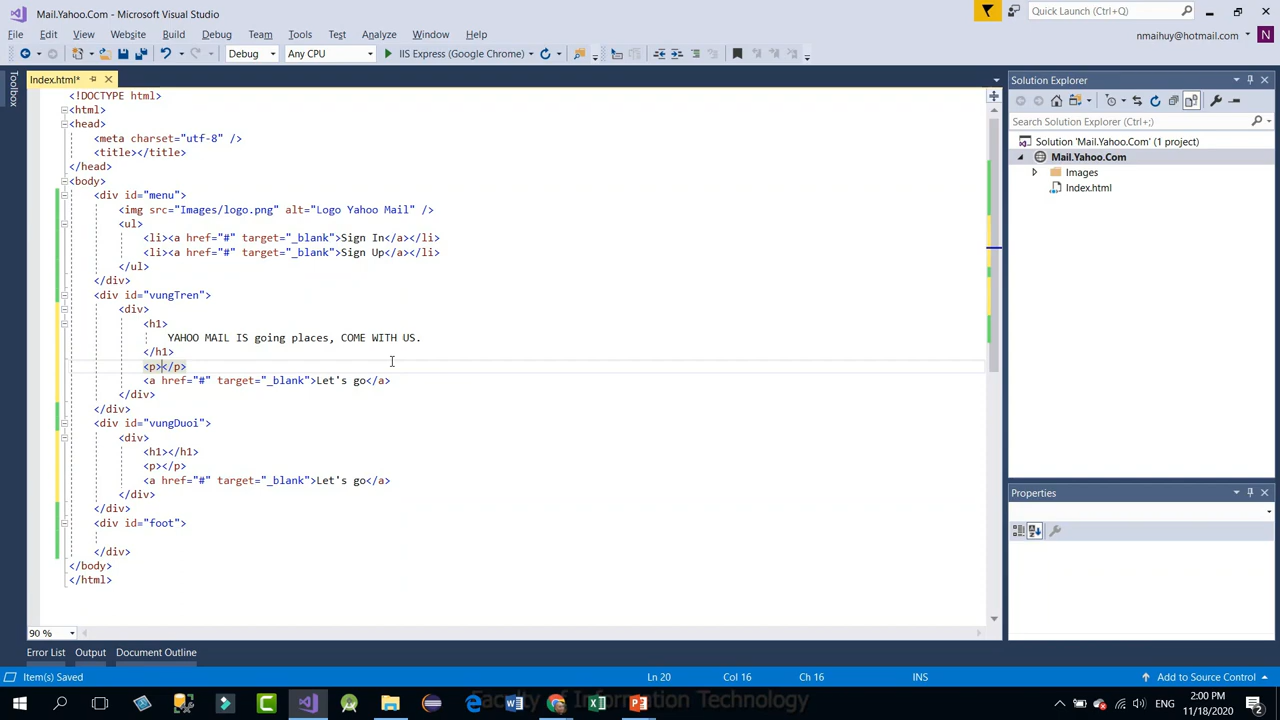 Mail.Yahoo.Com - Microsoft Visual Studio
Quick Launch (Ctrl+Q)
File Edit View Website Build Debug Team Tools Test Analyze Window Help
nmaihuy@hotmail.com N
Debug Any CPU IIS Express (Google Chrome)
Toolbox
Index.html*
<!DOCTYPE html>
<html>
<head>
<meta charset="utf-8" />
<title></title>
</head>
<body>
<div id="menu">
<img src="Images/logo.png" alt="Logo Yahoo Mail" />
<ul>
<li><a href="#" target="_blank">Sign In</a></li>
<li><a href="#" target="_blank">Sign Up</a></li>
</ul>
</div>
<div id="vungTren">
<div>
<h1>
YAHOO MAIL IS going places, COME WITH US.
</h1>
<p></p>
<a href="#" target="_blank">Let's go</a>
</div>
</div>
<div id="vungDuoi">
<div>
<h1></h1>
<p></p>
<a href="#" target="_blank">Let's go</a>
</div>
</div>
<div id="foot">
</div>
</body>
</html>
90 %
Solution Explorer
Search Solution Explorer (Ctrl+;)
Solution 'Mail.Yahoo.Com' (1 project)
Mail.Yahoo.Com
Images
Index.html
Properties
Error List Output Document Outline
Item(s) Saved Ln 20 Col 16 Ch 16 INS Add to Source Control
Faculty of Information Technology
2:00 PM
11/18/2020
2